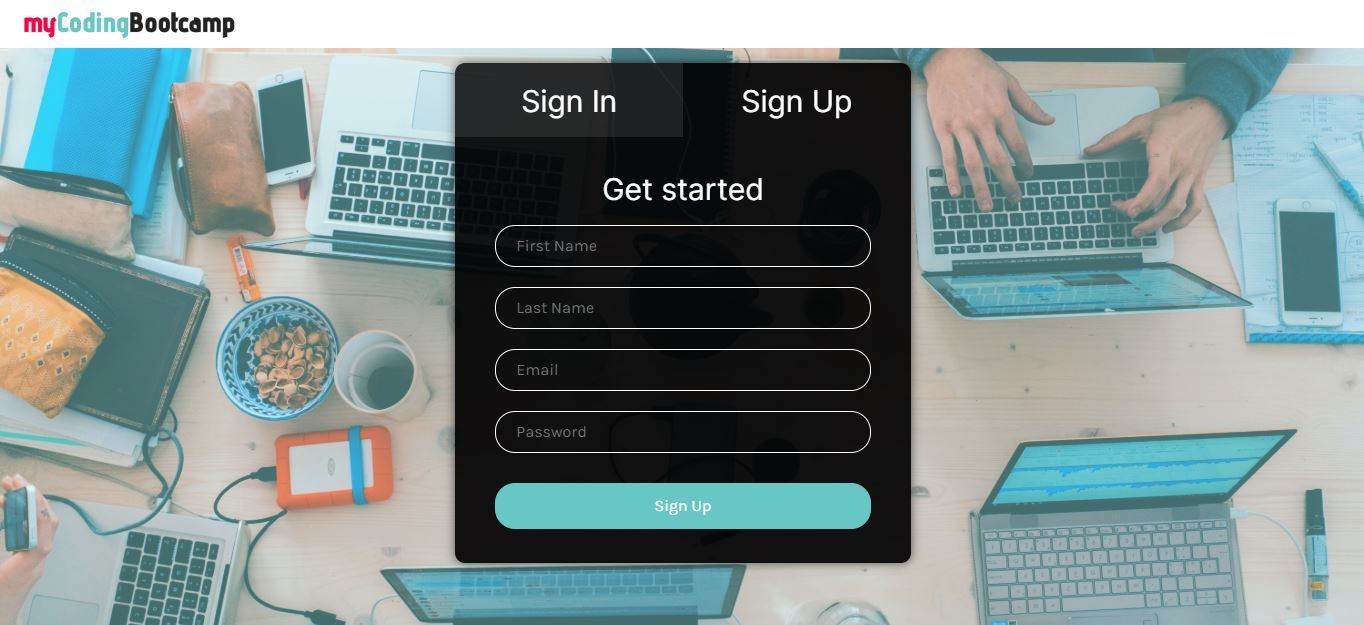 myCodingBootcamp
Sign In
Sign Up
Get started
First Name
Last Name
Email
Password
Sign Up